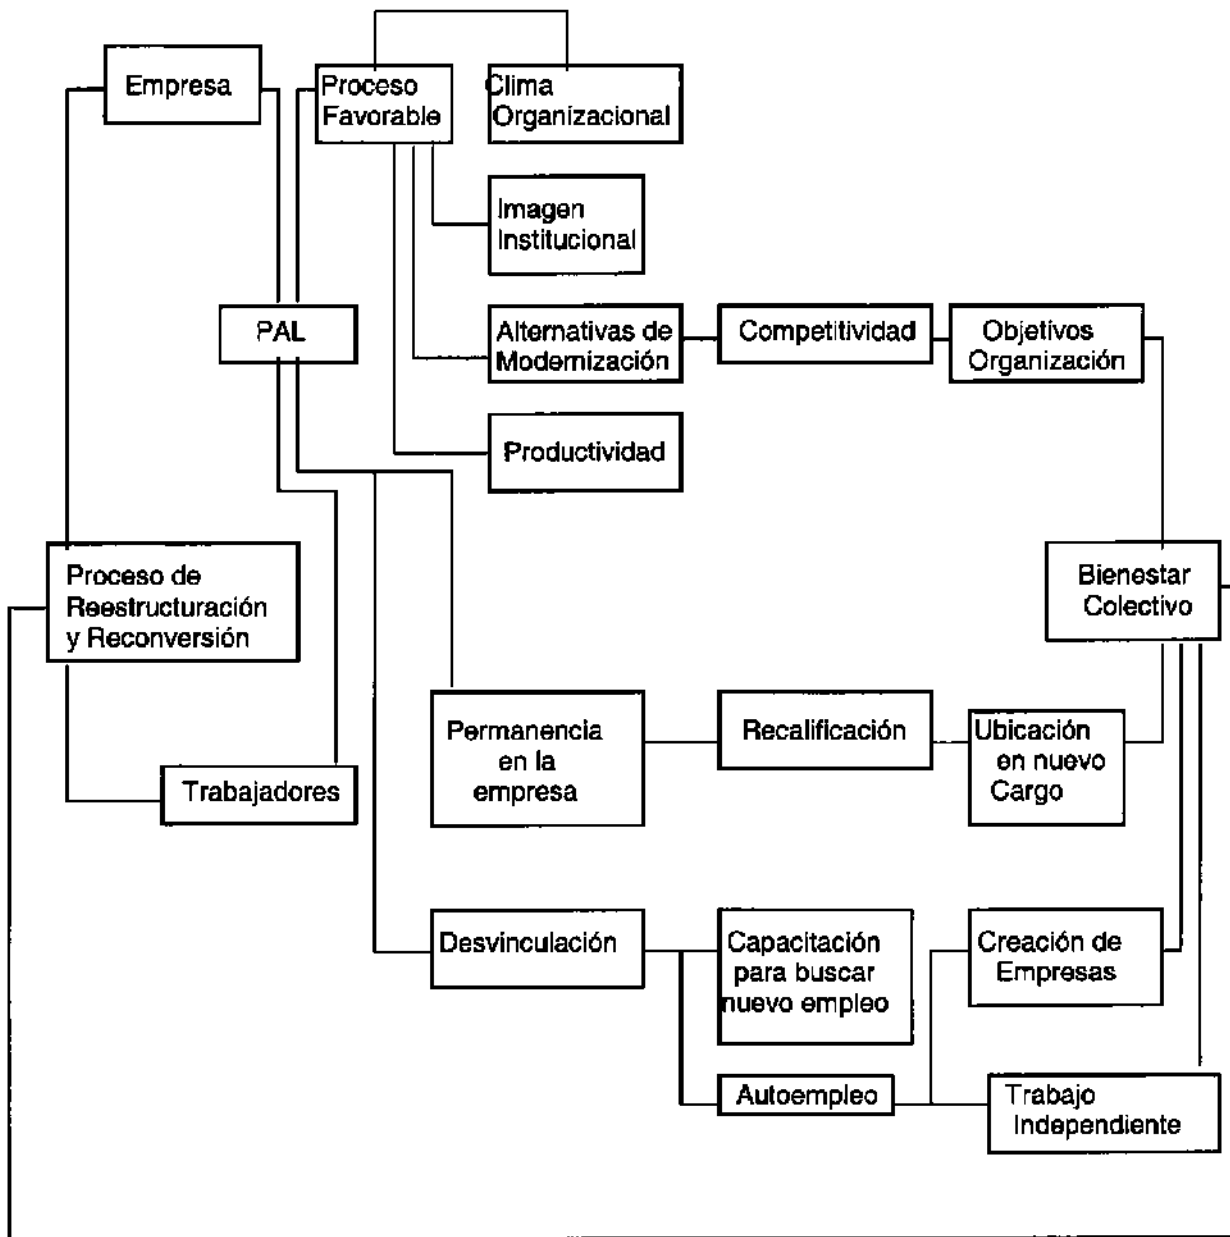 Empresa
Proceso
Favorable
Clima
Organizacional
Imagen
Institucional
PAL
Alternativas de
Modernización
Competitividad
Objetivos
Organización
Productividad
Proceso de
Reestructuración
y Reconversión
Bienestar
Colectivo
Permanencia
en la
empresa
Recalificación
Ubicación
en nuevo
Cargo
Trabajadores
Desvinculación
Capacitación
para buscar
nuevo empleo
Creación de
Empresas
Autoempleo
Trabajo
Independiente